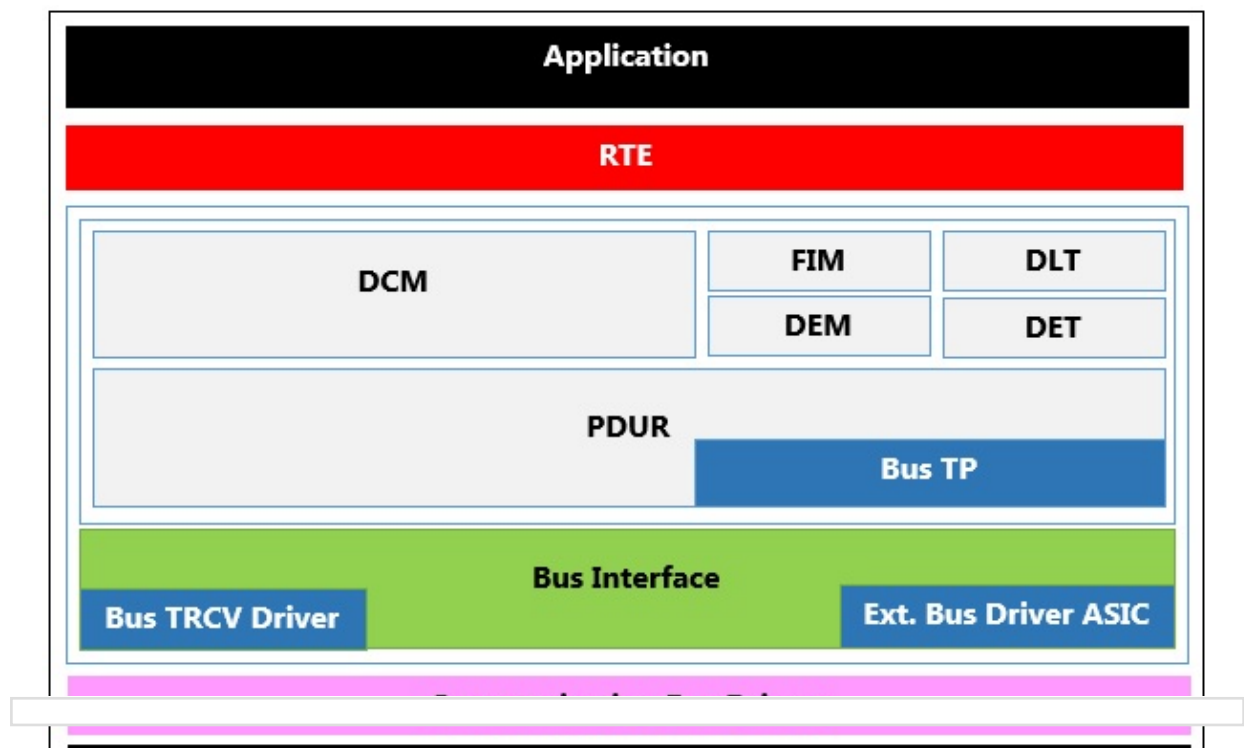 Application
RTE
DCM
FIM
DLT
DEM
DET
PDUR
Bus TP
Bus Interface
Bus TRCV Driver
Ext. Bus Driver ASIC